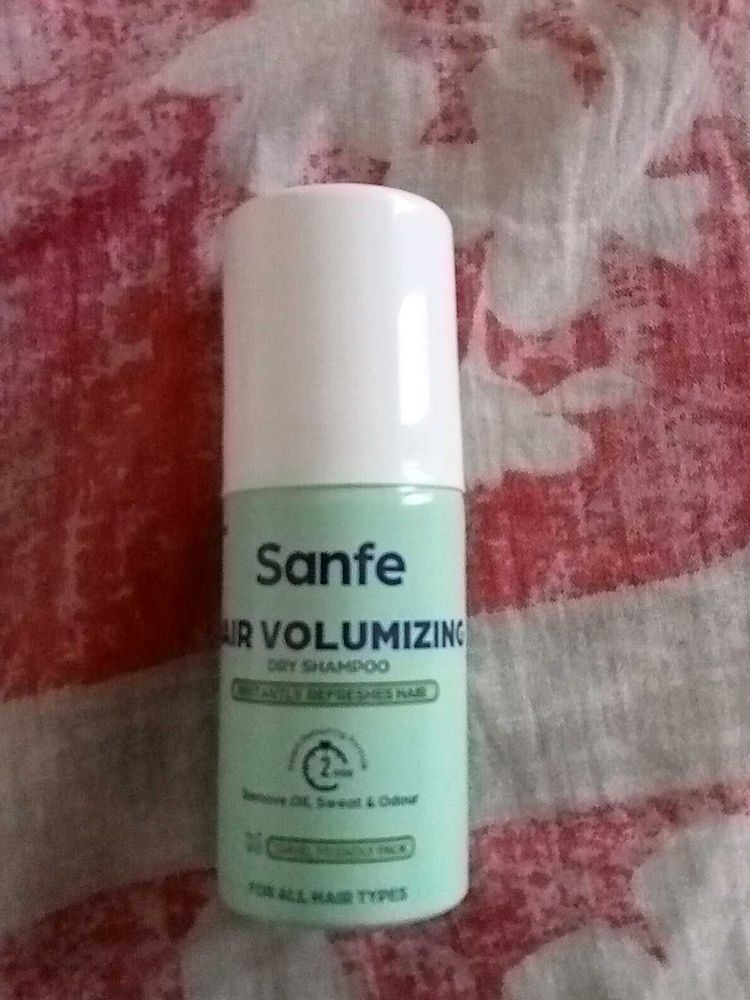 Sanfe
AIR VOLUMIZING
DRY SHAMPOO
INSTANTLY REFRESHES HAIR
2
Remove Oil, Sweat & Odour
TRAVEL FRIENDLY PACK
FOR ALL HAIR TYPES